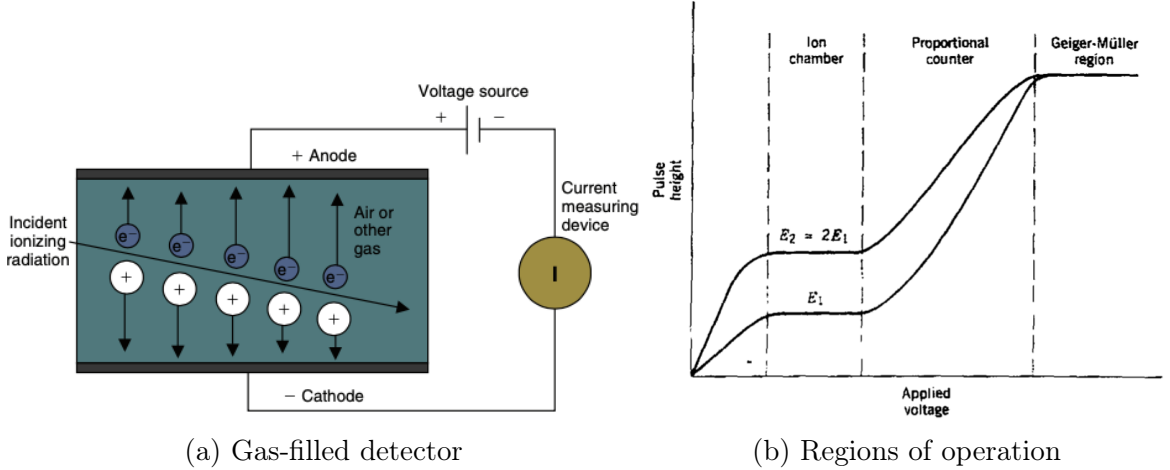 Voltage source
+ −
+ Anode
Incident
ionizing
radiation
Air or
other
gas
Current
measuring
device
e− e− e− e− e−
+ + + + +
I
− Cathode
(a) Gas-filled detector
Ion
chamber
Proportional
counter
Geiger-Müller
region
Pulse
height
E₂ ≃ 2E₁
E₁
Applied
voltage
(b) Regions of operation